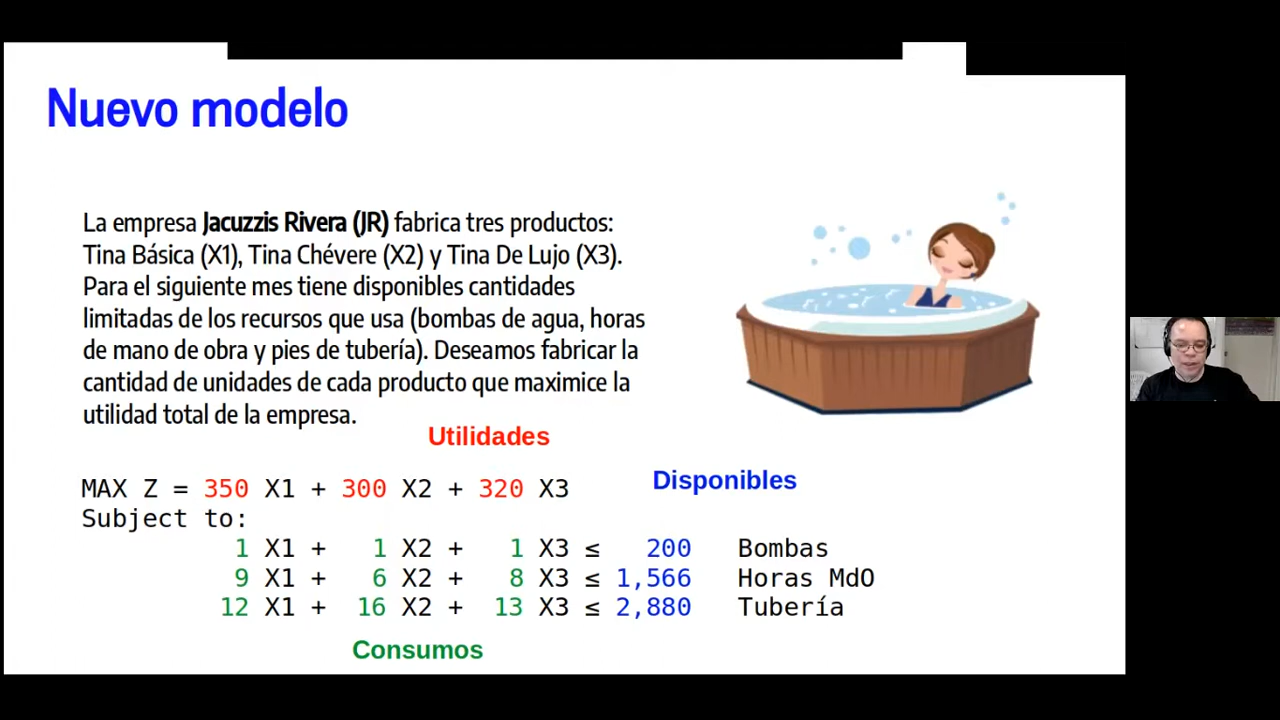 Nuevo modelo
La empresa Jacuzzis Rivera (JR) fabrica tres productos:
Tina Básica (X1), Tina Chévere (X2) y Tina De Lujo (X3).
Para el siguiente mes tiene disponibles cantidades
limitadas de los recursos que usa (bombas de agua, horas
de mano de obra y pies de tubería). Deseamos fabricar la
cantidad de unidades de cada producto que maximice la
utilidad total de la empresa.
Utilidades
Disponibles
MAX Z = 350 X1 + 300 X2 + 320 X3
Subject to:
1 X1 + 1 X2 + 1 X3 ≤ 200 Bombas
9 X1 + 6 X2 + 8 X3 ≤ 1,566 Horas MdO
12 X1 + 16 X2 + 13 X3 ≤ 2,880 Tubería
Consumos